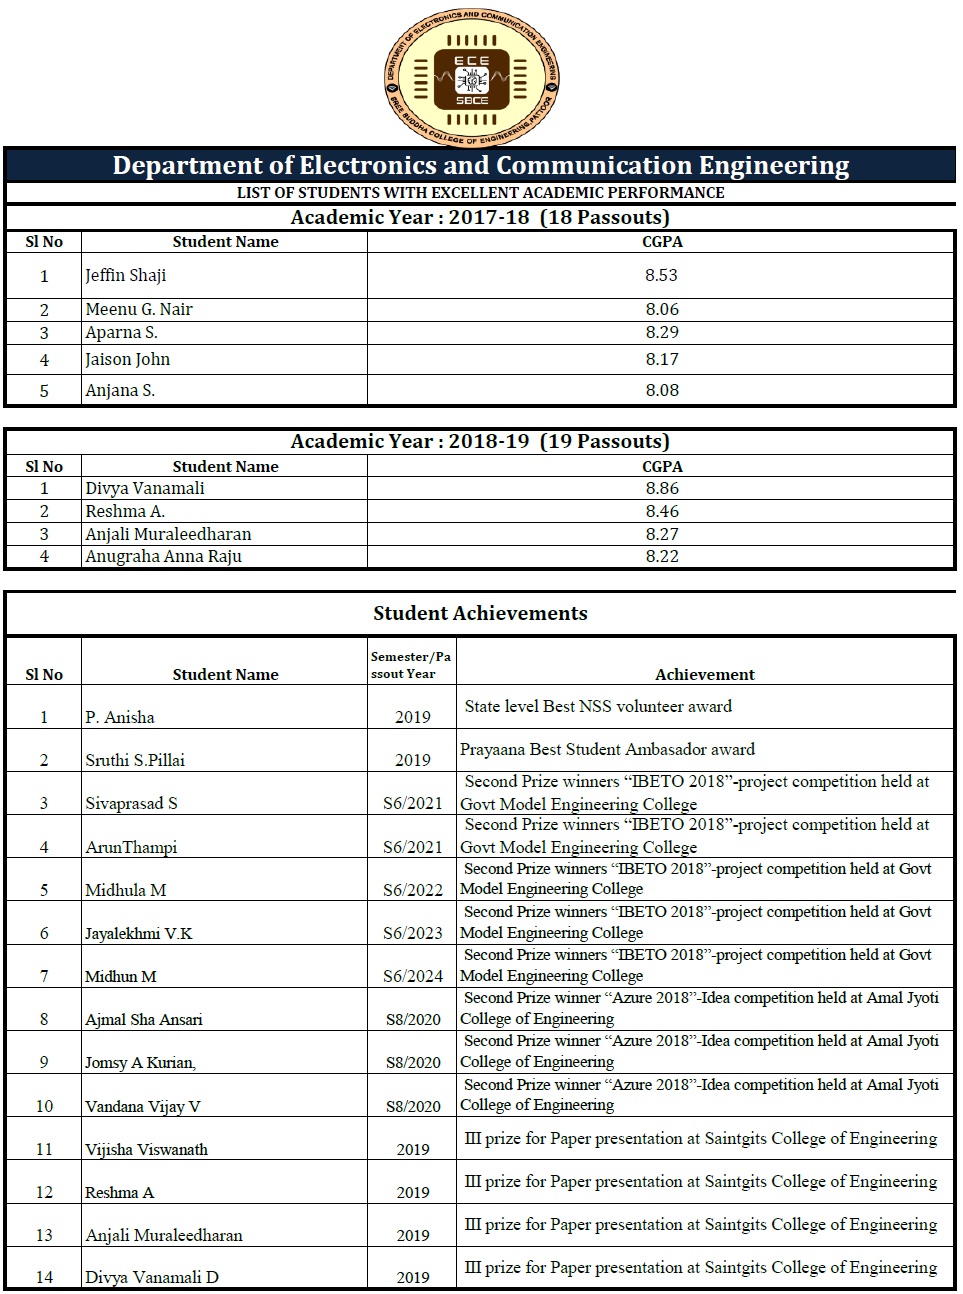 DEPARTMENT OF ELECTRONICS AND COMMUNICATION ENGINEERING
ECE
SBCE
SREE BUDDHA COLLEGE OF ENGINEERING, PATTOOR
Department of Electronics and Communication Engineering
LIST OF STUDENTS WITH EXCELLENT ACADEMIC PERFORMANCE
Academic Year : 2017-18 (18 Passouts)
Sl No Student Name CGPA
1 Jeffin Shaji 8.53
2 Meenu G. Nair 8.06
3 Aparna S. 8.29
4 Jaison John 8.17
5 Anjana S. 8.08
Academic Year : 2018-19 (19 Passouts)
Sl No Student Name CGPA
1 Divya Vanamali 8.86
2 Reshma A. 8.46
3 Anjali Muraleedharan 8.27
4 Anugraha Anna Raju 8.22
Student Achievements
Sl No Student Name Semester/Pa
ssout Year Achievement
1 P. Anisha 2019 State level Best NSS volunteer award
2 Sruthi S.Pillai 2019 Prayaana Best Student Ambasador award
3 Sivaprasad S S6/2021 Second Prize winners “IBETO 2018”-project competition held at
Govt Model Engineering College
4 ArunThampi S6/2021 Second Prize winners “IBETO 2018”-project competition held at
Govt Model Engineering College
5 Midhula M S6/2022 Second Prize winners “IBETO 2018”-project competition held at Govt
Model Engineering College
6 Jayalekhmi V.K S6/2023 Second Prize winners “IBETO 2018”-project competition held at Govt
Model Engineering College
7 Midhun M S6/2024 Second Prize winners “IBETO 2018”-project competition held at Govt
Model Engineering College
8 Ajmal Sha Ansari S8/2020 Second Prize winner “Azure 2018”-Idea competition held at Amal Jyoti
College of Engineering
9 Jomsy A Kurian, S8/2020 Second Prize winner “Azure 2018”-Idea competition held at Amal Jyoti
College of Engineering
10 Vandana Vijay V S8/2020 Second Prize winner “Azure 2018”-Idea competition held at Amal Jyoti
College of Engineering
11 Vijisha Viswanath 2019 III prize for Paper presentation at Saintgits College of Engineering
12 Reshma A 2019 III prize for Paper presentation at Saintgits College of Engineering
13 Anjali Muraleedharan 2019 III prize for Paper presentation at Saintgits College of Engineering
14 Divya Vanamali D 2019 III prize for Paper presentation at Saintgits College of Engineering